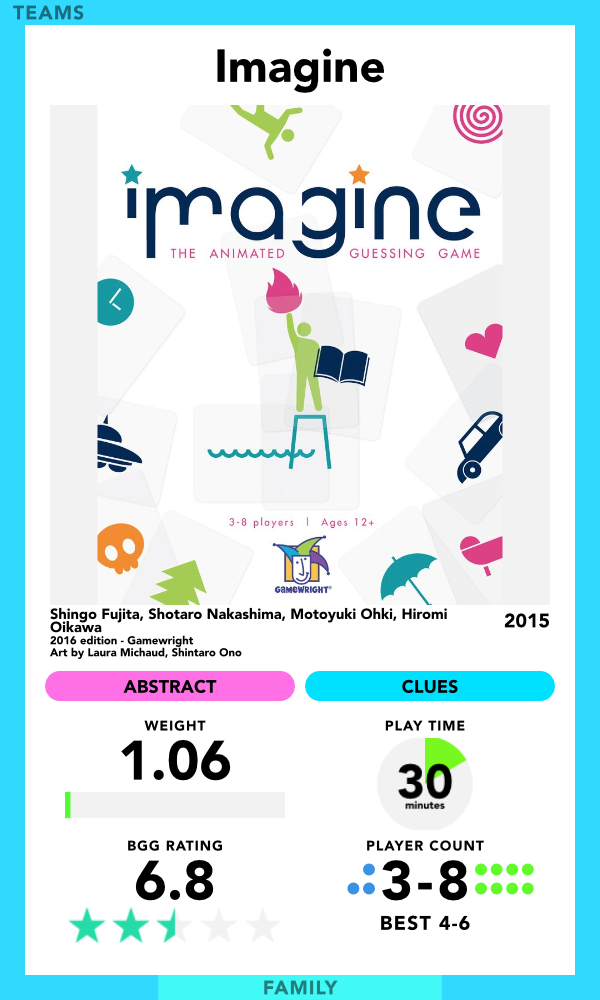 TEAMS
Imagine
imagine
THE ANIMATED GUESSING GAME
3-8 players | Ages 12+
GAMEWRIGHT®
Shingo Fujita, Shotaro Nakashima, Motoyuki Ohki, Hiromi
Oikawa
2015
2016 edition - Gamewright
Art by Laura Michaud, Shintaro Ono
ABSTRACT
CLUES
WEIGHT
1.06
PLAY TIME
30
minutes
BGG RATING
6.8
PLAYER COUNT
3-8
BEST 4-6
FAMILY